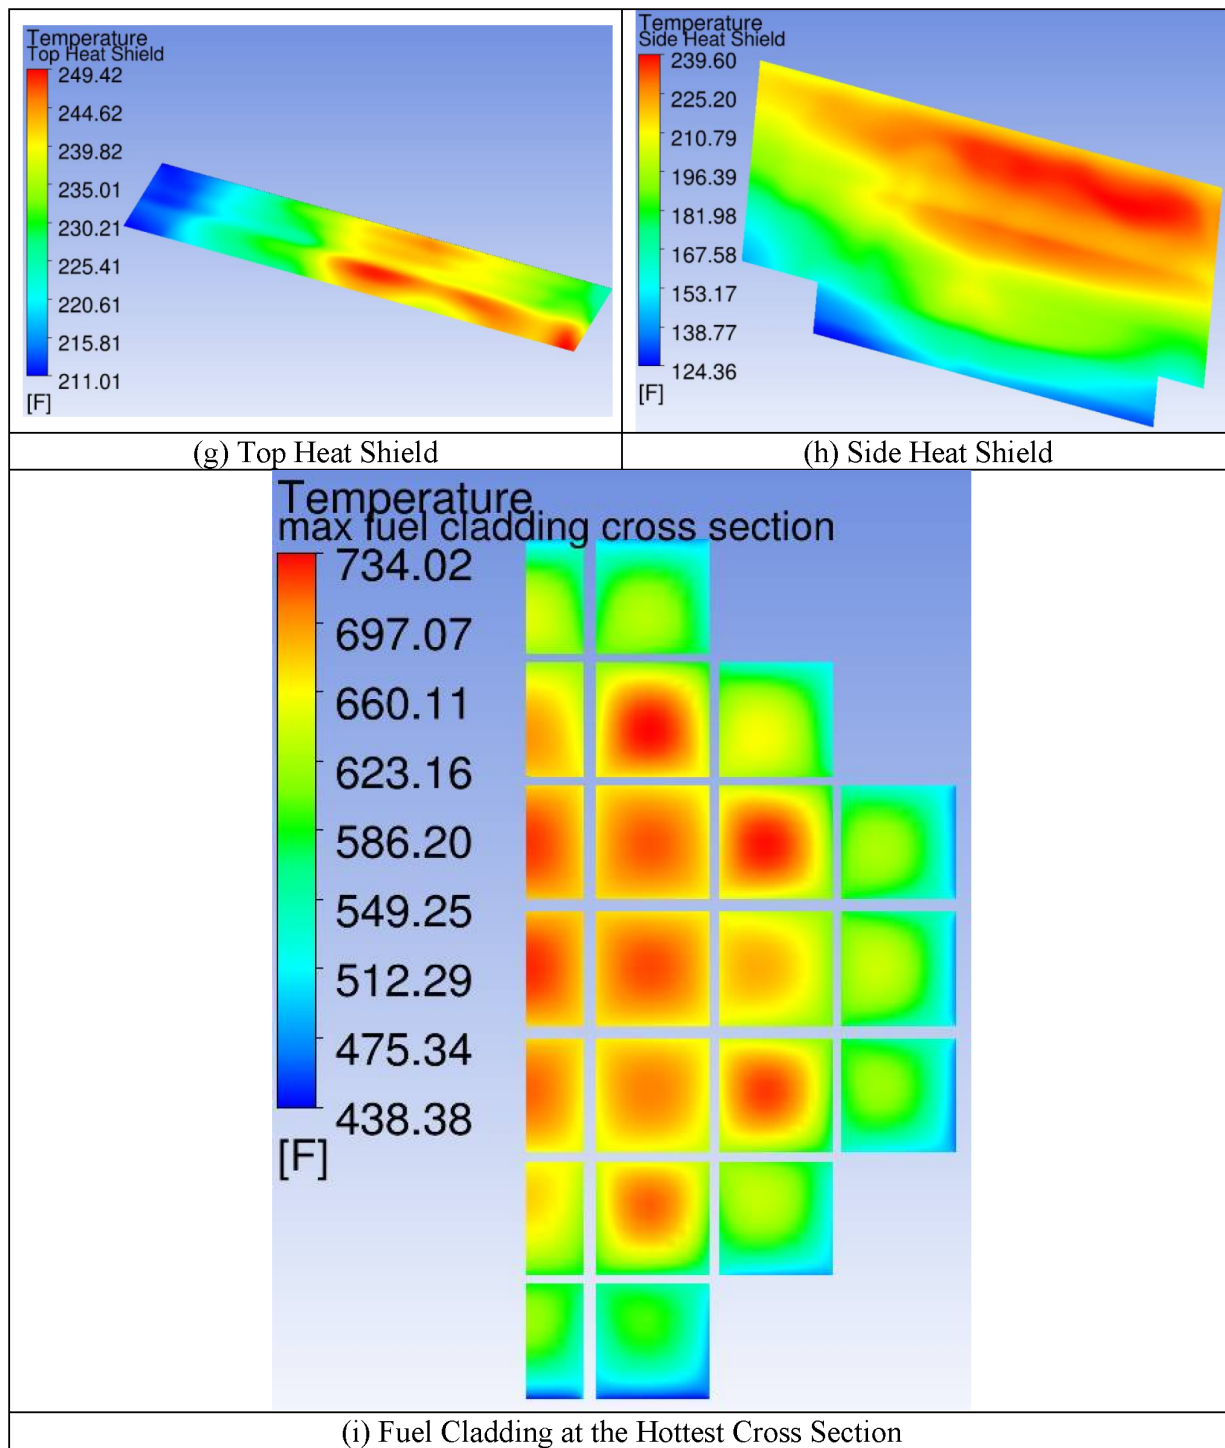 Temperature
Top Heat Shield
249.42
244.62
239.82
235.01
230.21
225.41
220.61
215.81
211.01
[F]
(g) Top Heat Shield
Temperature
Side Heat Shield
239.60
225.20
210.79
196.39
181.98
167.58
153.17
138.77
124.36
[F]
(h) Side Heat Shield
Temperature
max fuel cladding cross section
734.02
697.07
660.11
623.16
586.20
549.25
512.29
475.34
438.38
[F]
(i) Fuel Cladding at the Hottest Cross Section